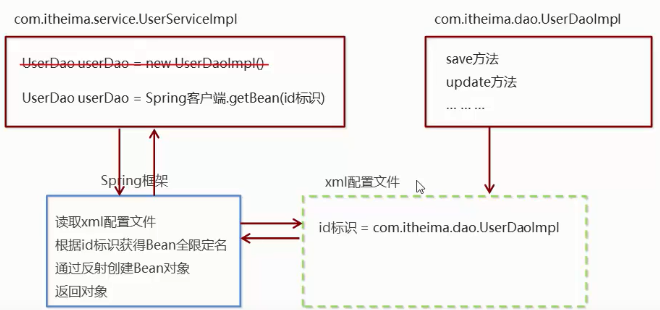 com.itheima.service.UserServiceImpl
com.itheima.dao.UserDaoImpl
UserDao userDao = new UserDaoImpl()
UserDao userDao = Spring客户端.getBean(id标识)
save方法
update方法
... ... ...
Spring框架
xml配置文件
读取xml配置文件
根据id标识获得Bean全限定名
通过反射创建Bean对象
返回对象
id标识 = com.itheima.dao.UserDaoImpl